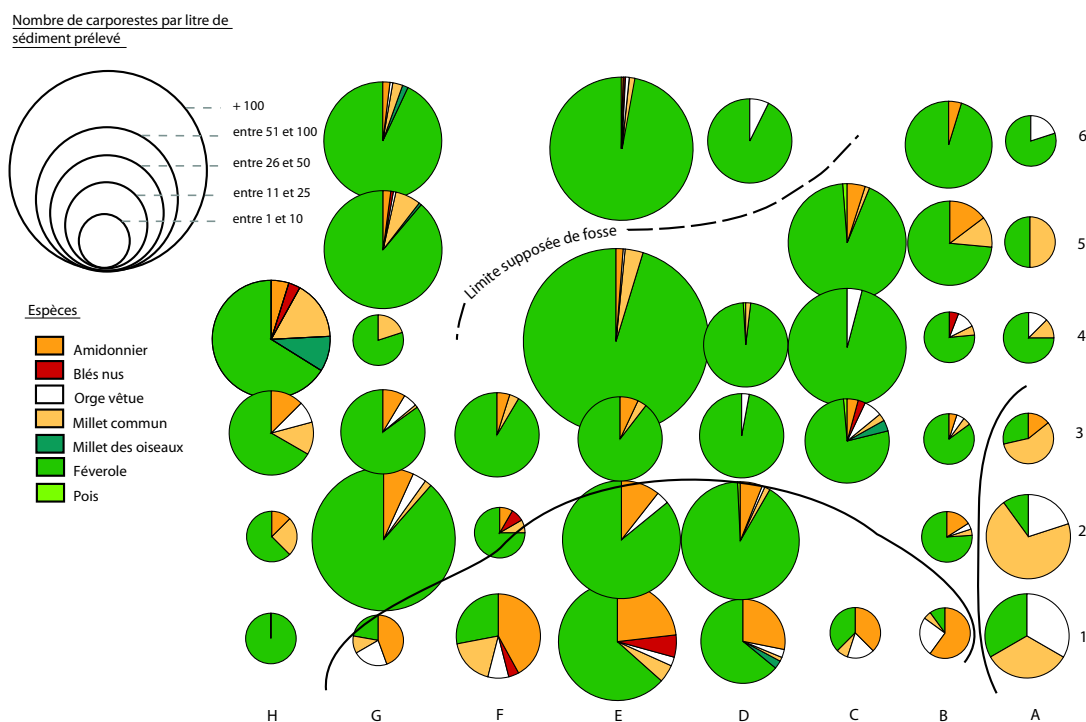 Nombre de carporestes par litre de
sédiment prélevé
+ 100
entre 51 et 100
entre 26 et 50
entre 11 et 25
entre 1 et 10
Espèces
Amidonnier
Blés nus
Orge vêtue
Millet commun
Millet des oiseaux
Féverole
Pois
Limite supposée de fosse
6
5
4
3
2
1
H G F E D C B A